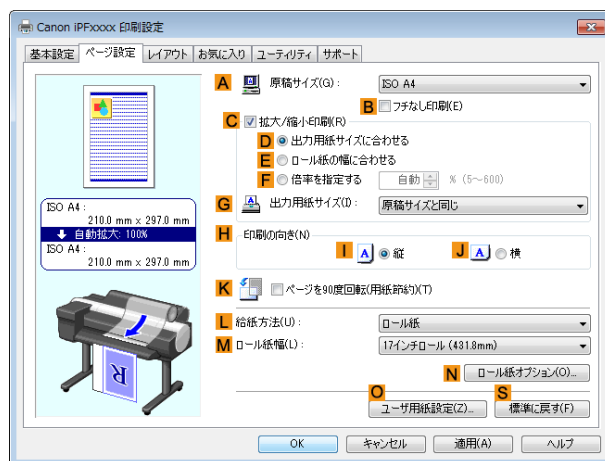 Canon iPFxxxx 印刷設定
基本設定 ページ設定 レイアウト お気に入り ユーティリティ サポート
A 原稿サイズ(G): ISO A4
B フチなし印刷(E)
C 拡大/縮小印刷(R)
D 出力用紙サイズに合わせる
E ロール紙の幅に合わせる
F 倍率を指定する 自動 % (5～600)
G 出力用紙サイズ(I): 原稿サイズと同じ
ISO A4 :
210.0 mm x 297.0 mm
自動拡大: 100%
ISO A4 :
210.0 mm x 297.0 mm
H 印刷の向き(N)
I A 縦 J A 横
K ページを90度回転(用紙節約)(T)
L 給紙方法(U): ロール紙
M ロール紙幅(L): 17インチロール (431.8mm)
R
N ロール紙オプション(O)...
O S
ユーザ用紙設定(Z)... 標準に戻す(F)
OK キャンセル 適用(A) ヘルプ